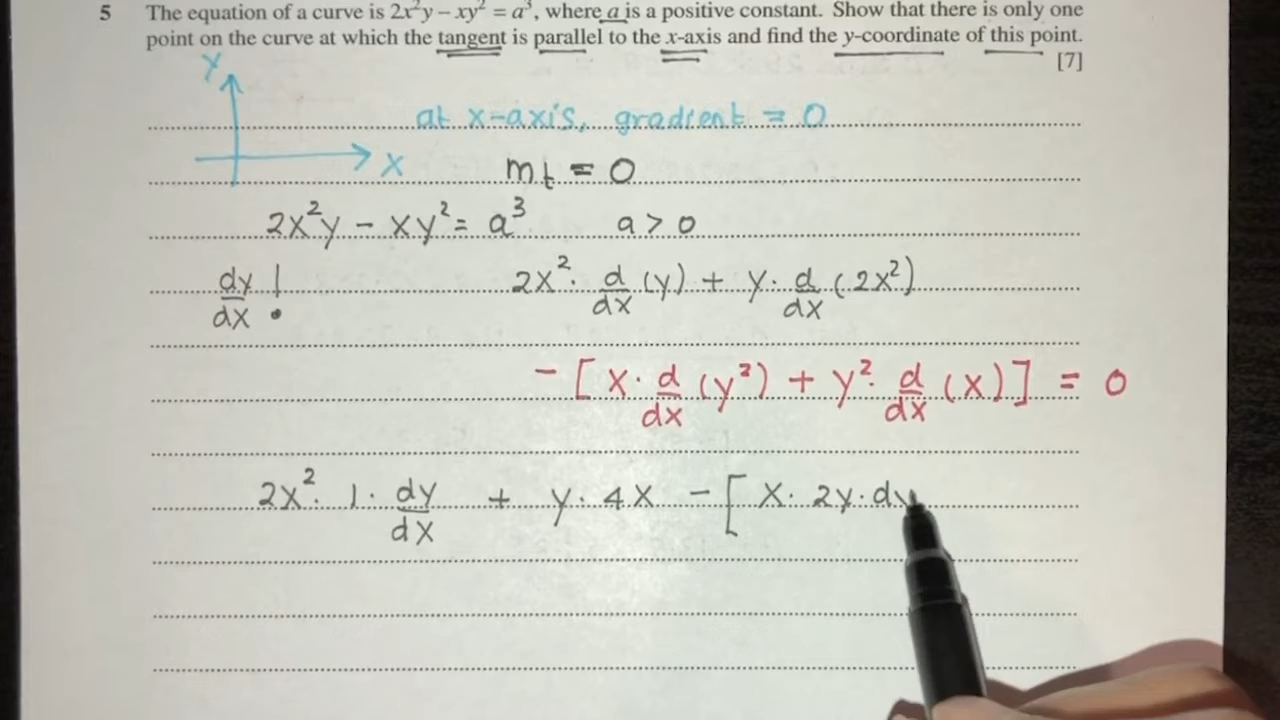 5 The equation of a curve is 2x²y – xy² = a³, where a is a positive constant. Show that there is only one
point on the curve at which the tangent is parallel to the x-axis and find the y-coordinate of this point.
[7]
Y
at x-axis, gradient = 0
X
mt = 0
2x²y - xy² = a³ a > 0
dy/dx ! 2x² · d/dx (y) + y · d/dx (2x²)
- [ x · d/dx (y²) + y² · d/dx (x) ] = 0
2x² · 1 · dy/dx + y · 4x - [ x · 2y · dy